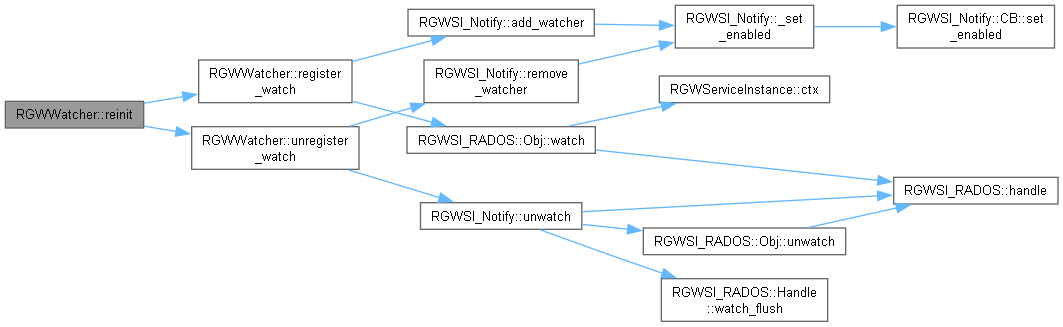 RGWWatcher::reinit
RGWWatcher::register
_watch
RGWWatcher::unregister
_watch
RGWSI_Notify::add_watcher
RGWSI_Notify::remove
_watcher
RGWSI_RADOS::Obj::watch
RGWSI_Notify::unwatch
RGWSI_Notify::_set
_enabled
RGWServiceInstance::ctx
RGWSI_RADOS::Obj::unwatch
RGWSI_RADOS::Handle
::watch_flush
RGWSI_Notify::CB::set
_enabled
RGWSI_RADOS::handle